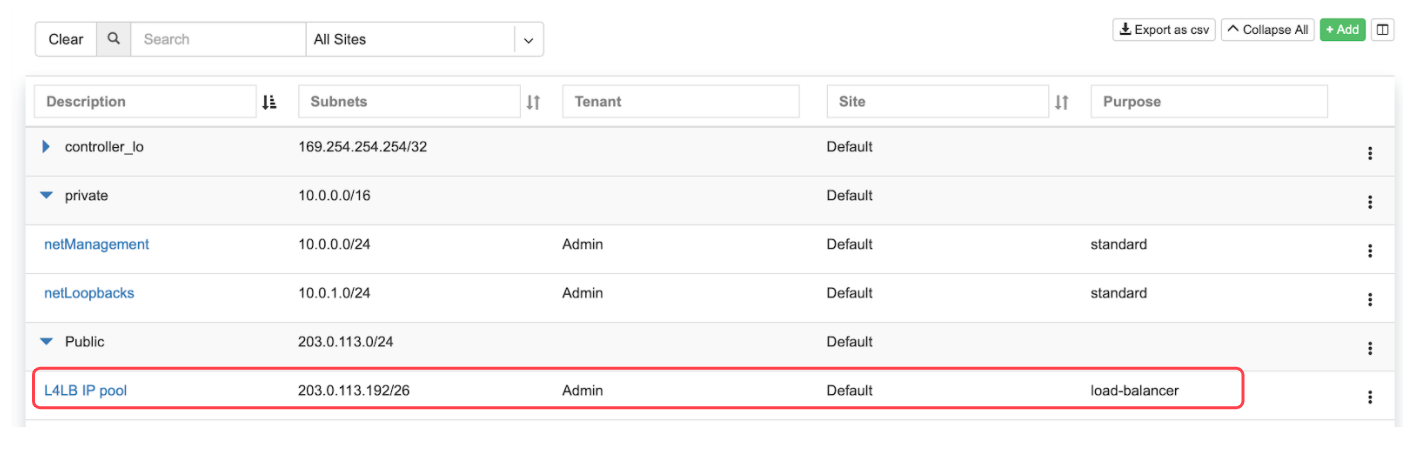 Clear Search All Sites Export as csv Collapse All + Add
Description Subnets Tenant Site Purpose
controller_lo 169.254.254.254/32 Default
private 10.0.0.0/16 Default
netManagement 10.0.0.0/24 Admin Default standard
netLoopbacks 10.0.1.0/24 Admin Default standard
Public 203.0.113.0/24 Default
L4LB IP pool 203.0.113.192/26 Admin Default load-balancer